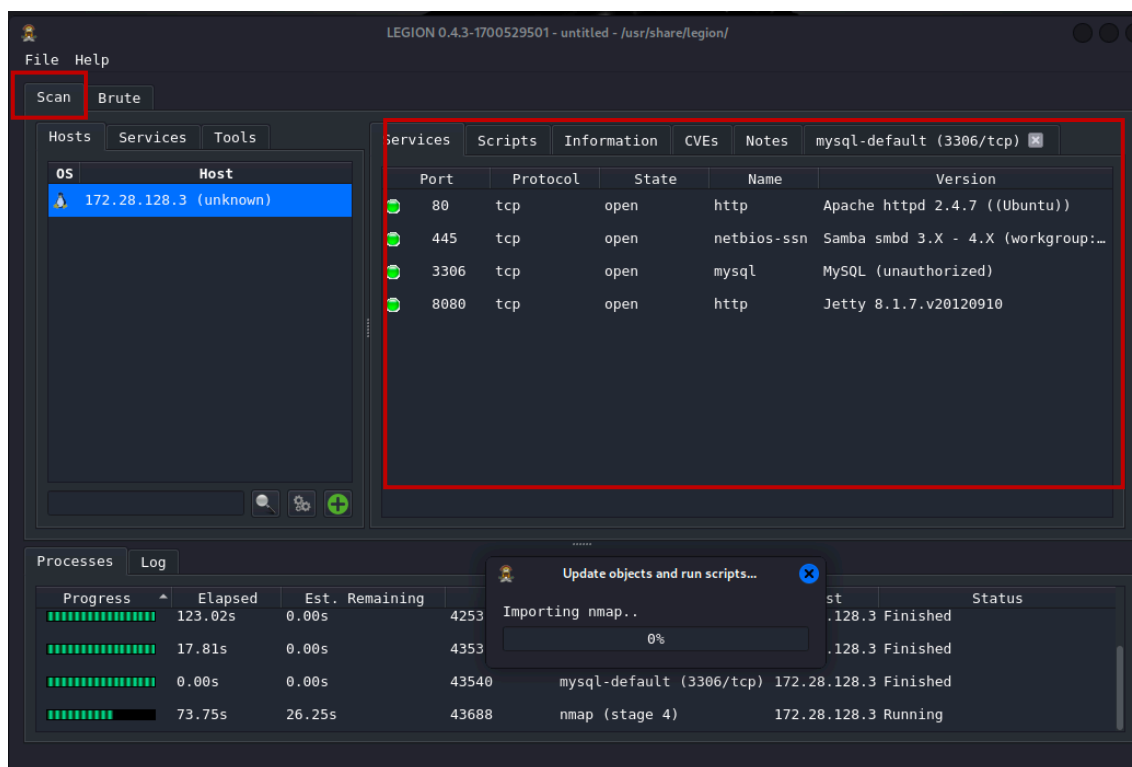 LEGION 0.4.3-1700529501 - untitled - /usr/share/legion/
File Help
Scan Brute
Hosts Services Tools
Services Scripts Information CVEs Notes mysql-default (3306/tcp)
OS Host
Port Protocol State Name Version
172.28.128.3 (unknown)
80 tcp open http Apache httpd 2.4.7 ((Ubuntu))
445 tcp open netbios-ssn Samba smbd 3.X - 4.X (workgroup:…
3306 tcp open mysql MySQL (unauthorized)
8080 tcp open http Jetty 8.1.7.v20120910
Processes Log
Update objects and run scripts...
Importing nmap..
0%
Progress Elapsed Est. Remaining st Status
123.02s 0.00s 4253 .128.3 Finished
17.81s 0.00s 4353 .128.3 Finished
0.00s 0.00s 43540 mysql-default (3306/tcp) 172.28.128.3 Finished
73.75s 26.25s 43688 nmap (stage 4) 172.28.128.3 Running